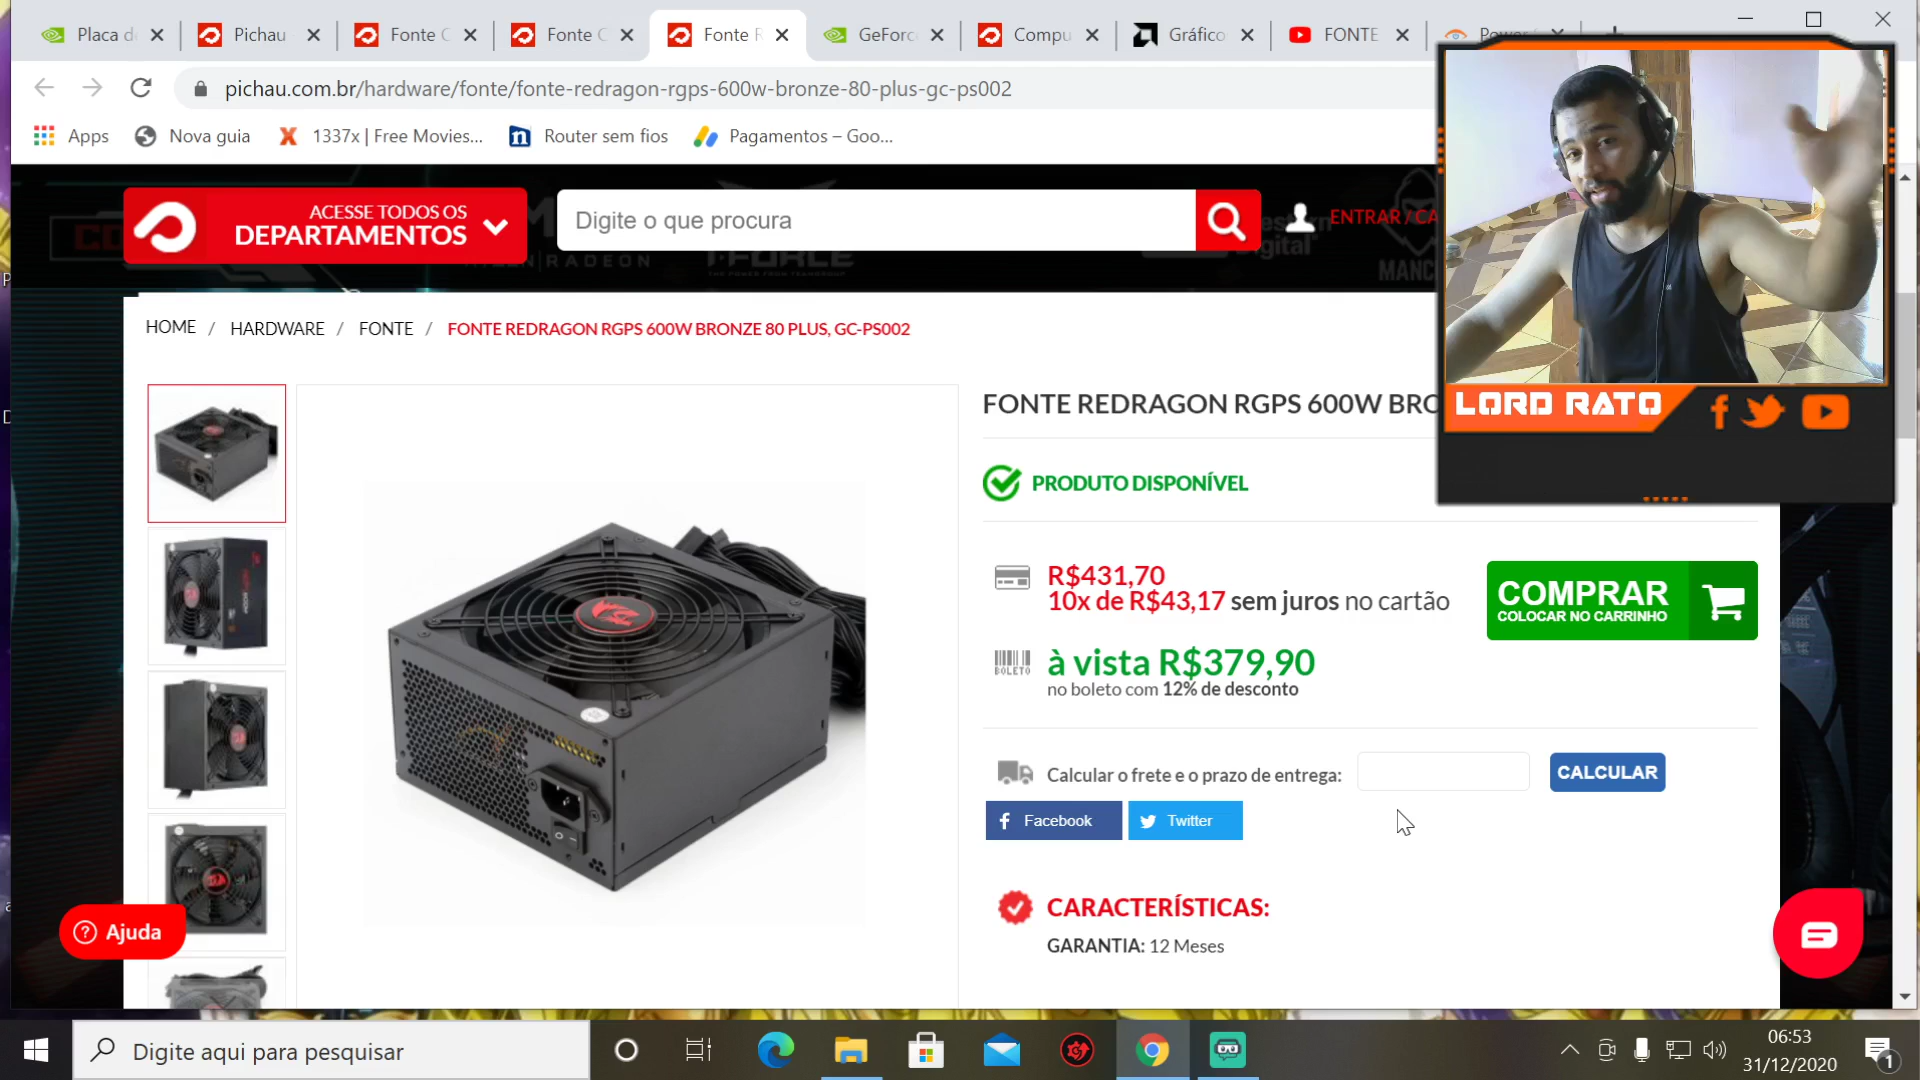 Placa d
Pichau
Fonte C
Fonte C
Fonte R
GeForc
Compu
Gráfico
FONTE
Power
pichau.com.br/hardware/fonte/fonte-redragon-rgps-600w-bronze-80-plus-gc-ps002
Apps
Nova guia
1337x | Free Movies...
Router sem fios
Pagamentos – Goo...
ACESSE TODOS OS
DEPARTAMENTOS
Digite o que procura
ENTRAR / CA
HOME / HARDWARE / FONTE / FONTE REDRAGON RGPS 600W BRONZE 80 PLUS, GC-PS002
LORD RATO
FONTE REDRAGON RGPS 600W BRO
PRODUTO DISPONÍVEL
R$431,70
10x de R$43,17 sem juros no cartão
COMPRAR
COLOCAR NO CARRINHO
BOLETO
à vista R$379,90
no boleto com 12% de desconto
Calcular o frete e o prazo de entrega:
CALCULAR
Facebook
Twitter
CARACTERÍSTICAS:
GARANTIA: 12 Meses
Ajuda
Digite aqui para pesquisar
06:53
31/12/2020
1